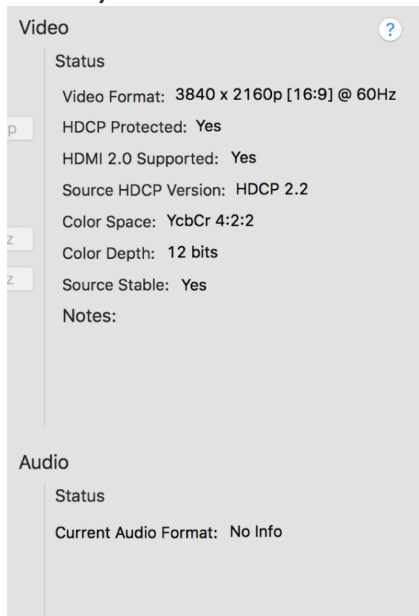 Video
?
Status
Video Format: 3840 x 2160p [16:9] @ 60Hz
p
HDCP Protected: Yes
HDMI 2.0 Supported: Yes
Source HDCP Version: HDCP 2.2
Color Space: YcbCr 4:2:2
z
Color Depth: 12 bits
z
Source Stable: Yes
Notes:
Audio
Status
Current Audio Format: No Info